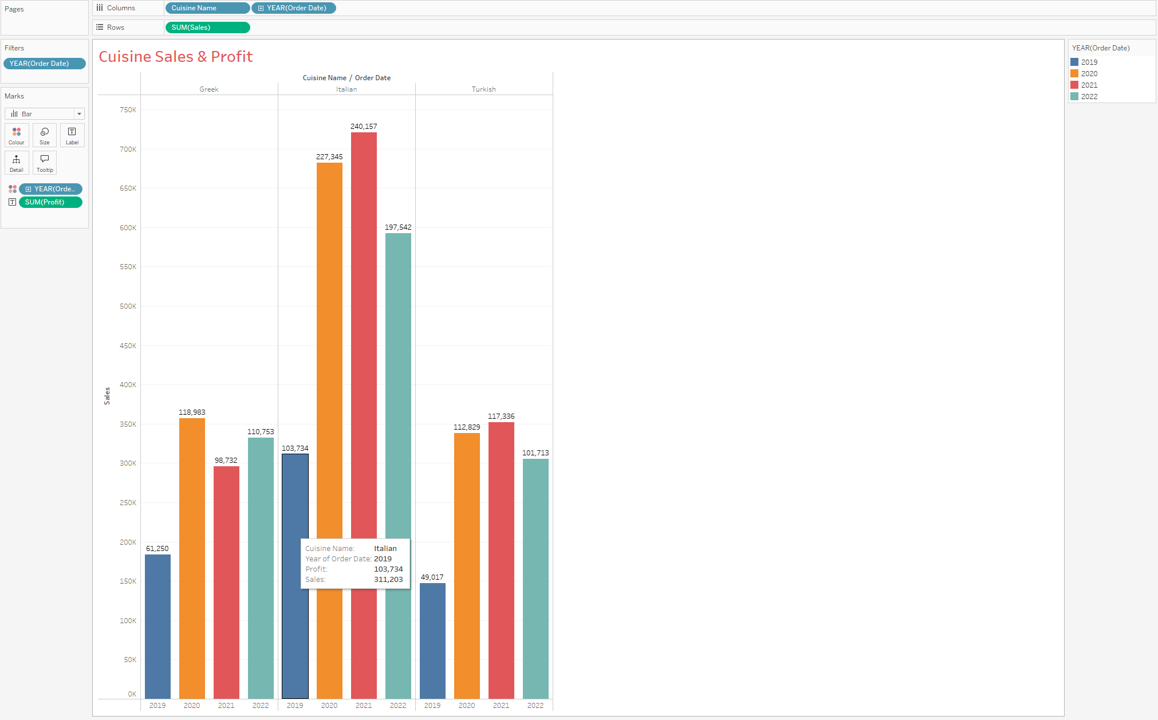 Pages
Columns
Cuisine Name
YEAR(Order Date)
Rows
SUM(Sales)
Filters
YEAR(Order Date)
Marks
Bar
Colour
Size
Label
Detail
Tooltip
YEAR(Orde..
SUM(Profit)
Cuisine Sales & Profit
Cuisine Name / Order Date
Greek
Italian
Turkish
750K
700K
650K
600K
550K
500K
450K
400K
350K
300K
250K
200K
150K
100K
50K
0K
Sales
61,250
118,983
98,732
110,753
103,734
227,345
240,157
197,542
49,017
112,829
117,336
101,713
Cuisine Name: Italian
Year of Order Date: 2019
Profit: 103,734
Sales: 311,203
2019 2020 2021 2022 2019 2020 2021 2022 2019 2020 2021 2022
YEAR(Order Date)
2019
2020
2021
2022